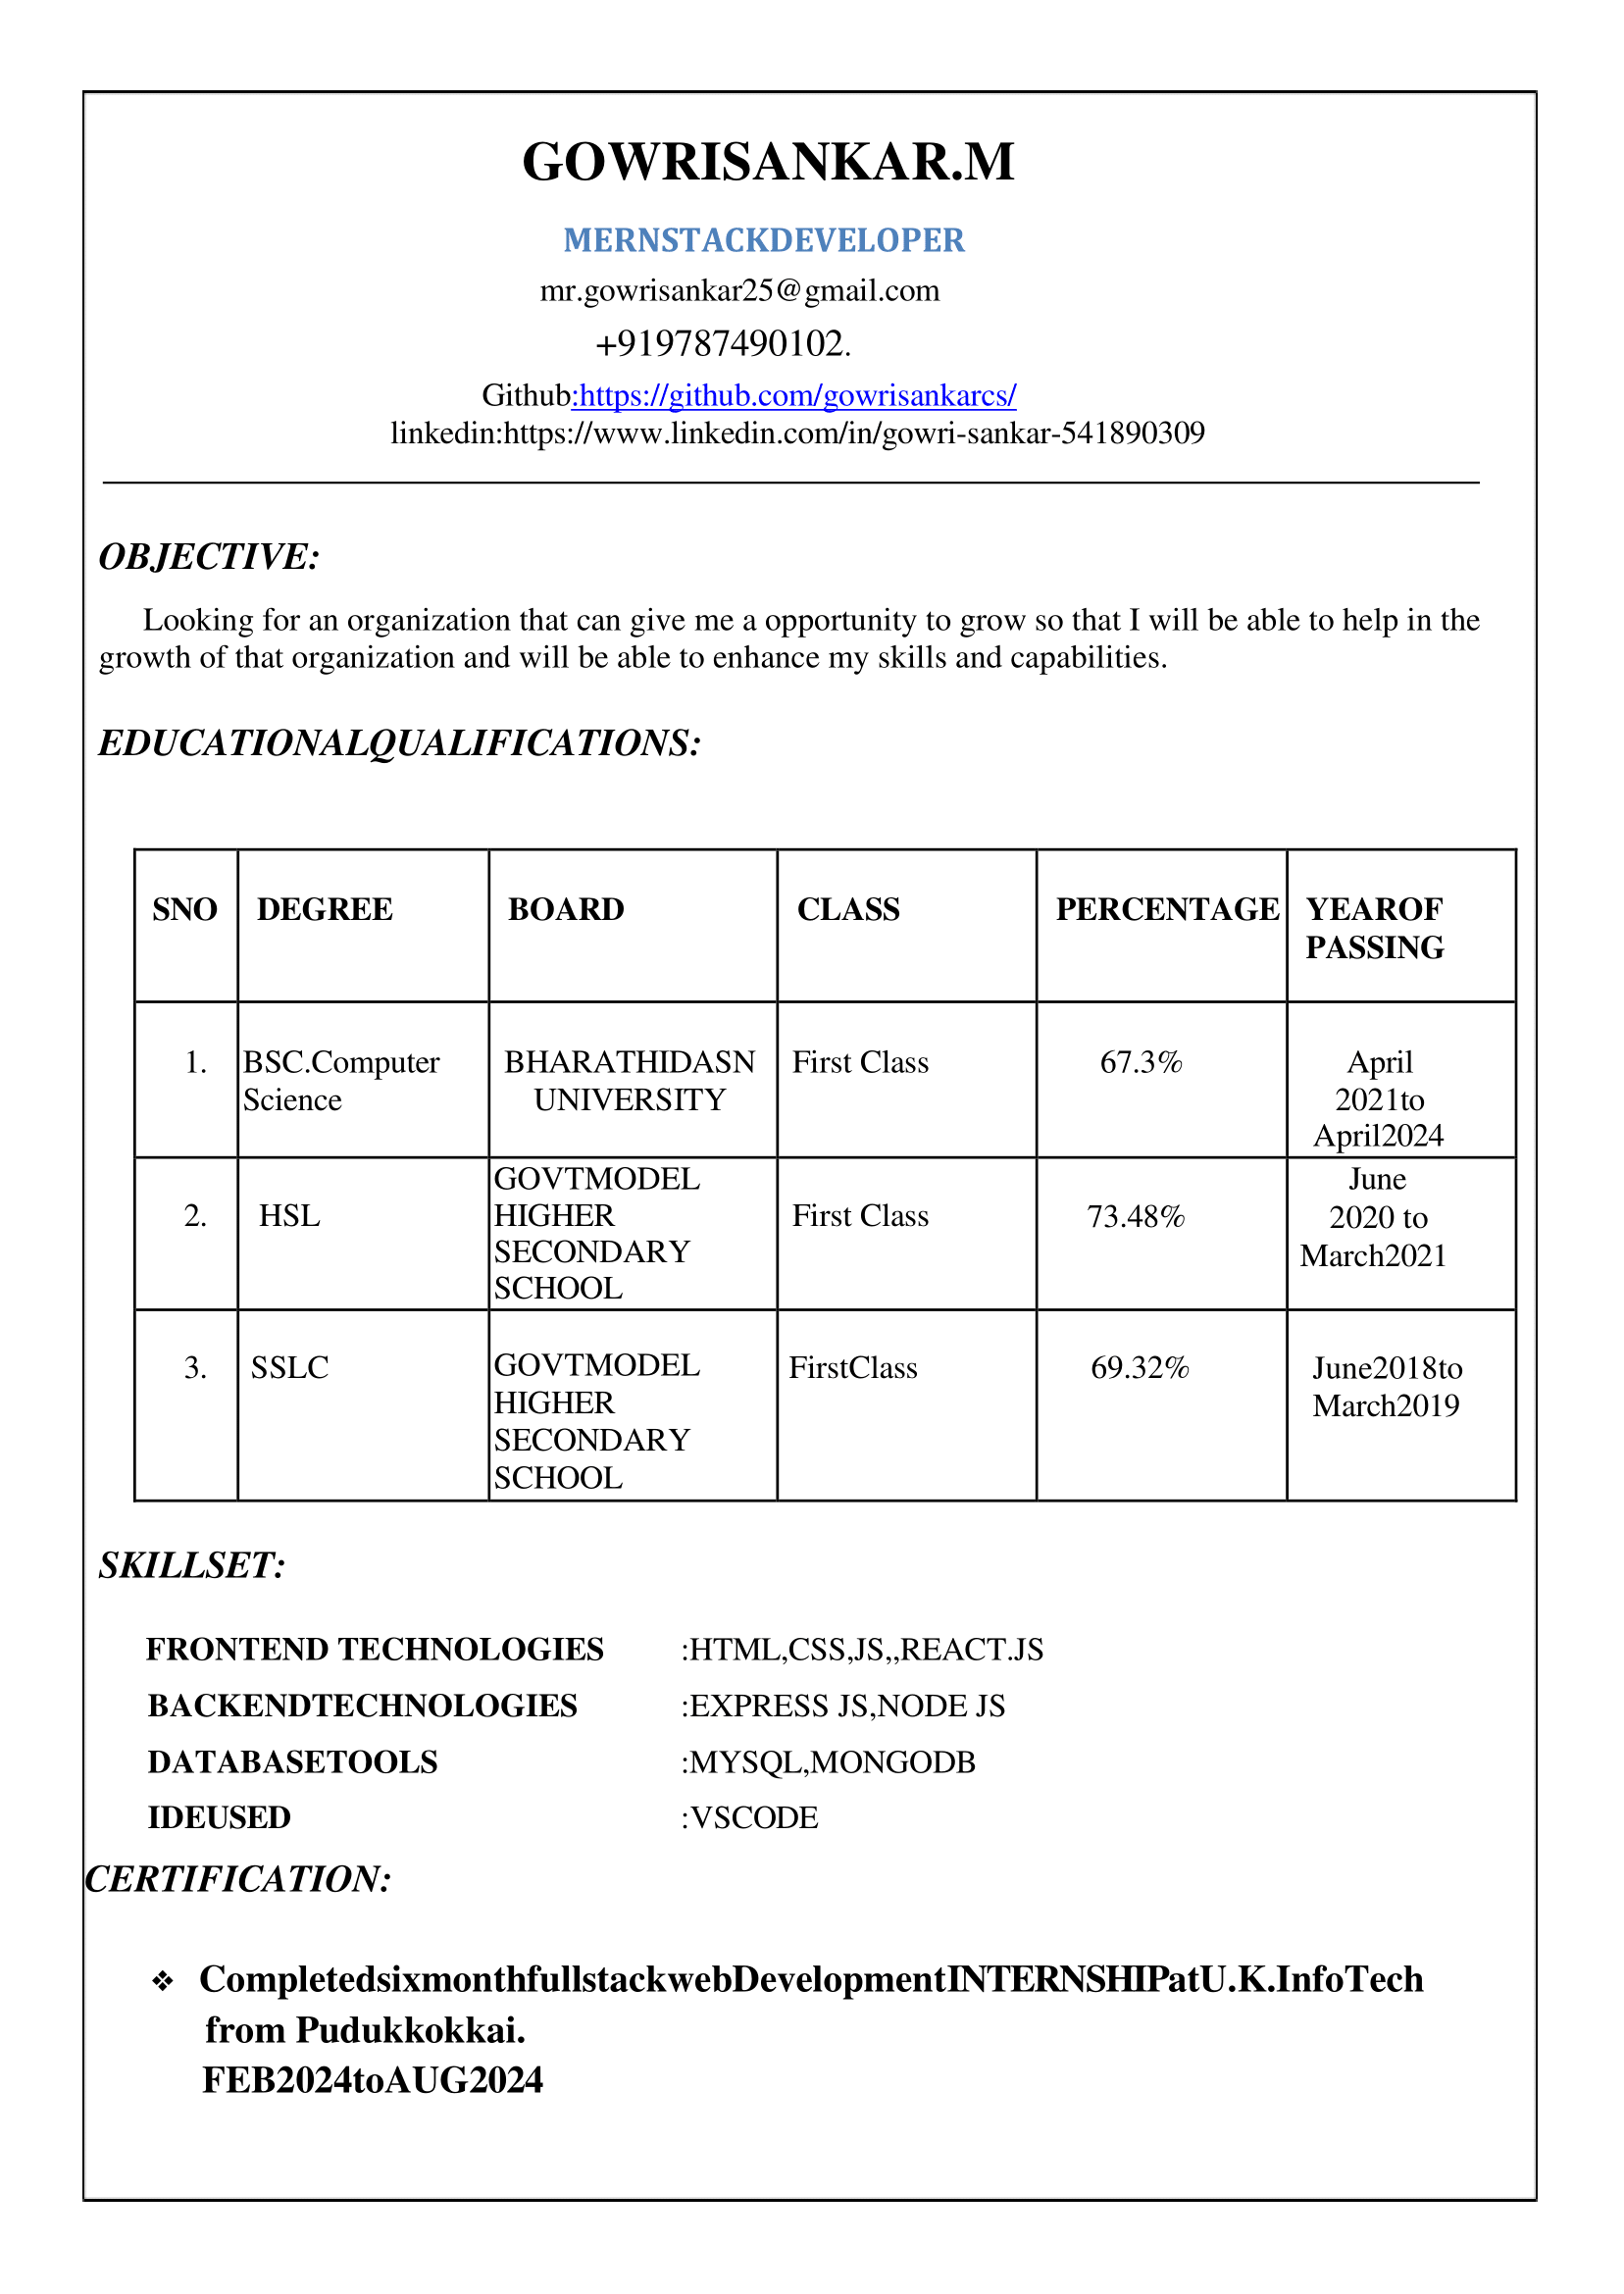 GOWRISANKAR.M
MERNSTACKDEVELOPER
mr.gowrisankar25@gmail.com
+919787490102.
Github:https://github.com/gowrisankarcs/
linkedin:https://www.linkedin.com/in/gowri-sankar-541890309
OBJECTIVE:
Looking for an organization that can give me a opportunity to grow so that I will be able to help in the
growth of that organization and will be able to enhance my skills and capabilities.
EDUCATIONALQUALIFICATIONS:
SNO DEGREE BOARD CLASS PERCENTAGE YEAROF
PASSING
1. BSC.Computer BHARATHIDASN First Class 67.3% April
Science UNIVERSITY 2021to
April2024
GOVTMODEL June
2. HSL HIGHER First Class 73.48% 2020 to
SECONDARY March2021
SCHOOL
3. SSLC GOVTMODEL FirstClass 69.32% June2018to
HIGHER March2019
SECONDARY
SCHOOL
SKILLSET:
FRONTEND TECHNOLOGIES :HTML,CSS,JS,,REACT.JS
BACKENDTECHNOLOGIES :EXPRESS JS,NODE JS
DATABASETOOLS :MYSQL,MONGODB
IDEUSED :VSCODE
CERTIFICATION:
❖ CompletedsixmonthfullstackwebDevelopmentINTERNSHIPatU.K.InfoTech
from Pudukkokkai.
FEB2024toAUG2024